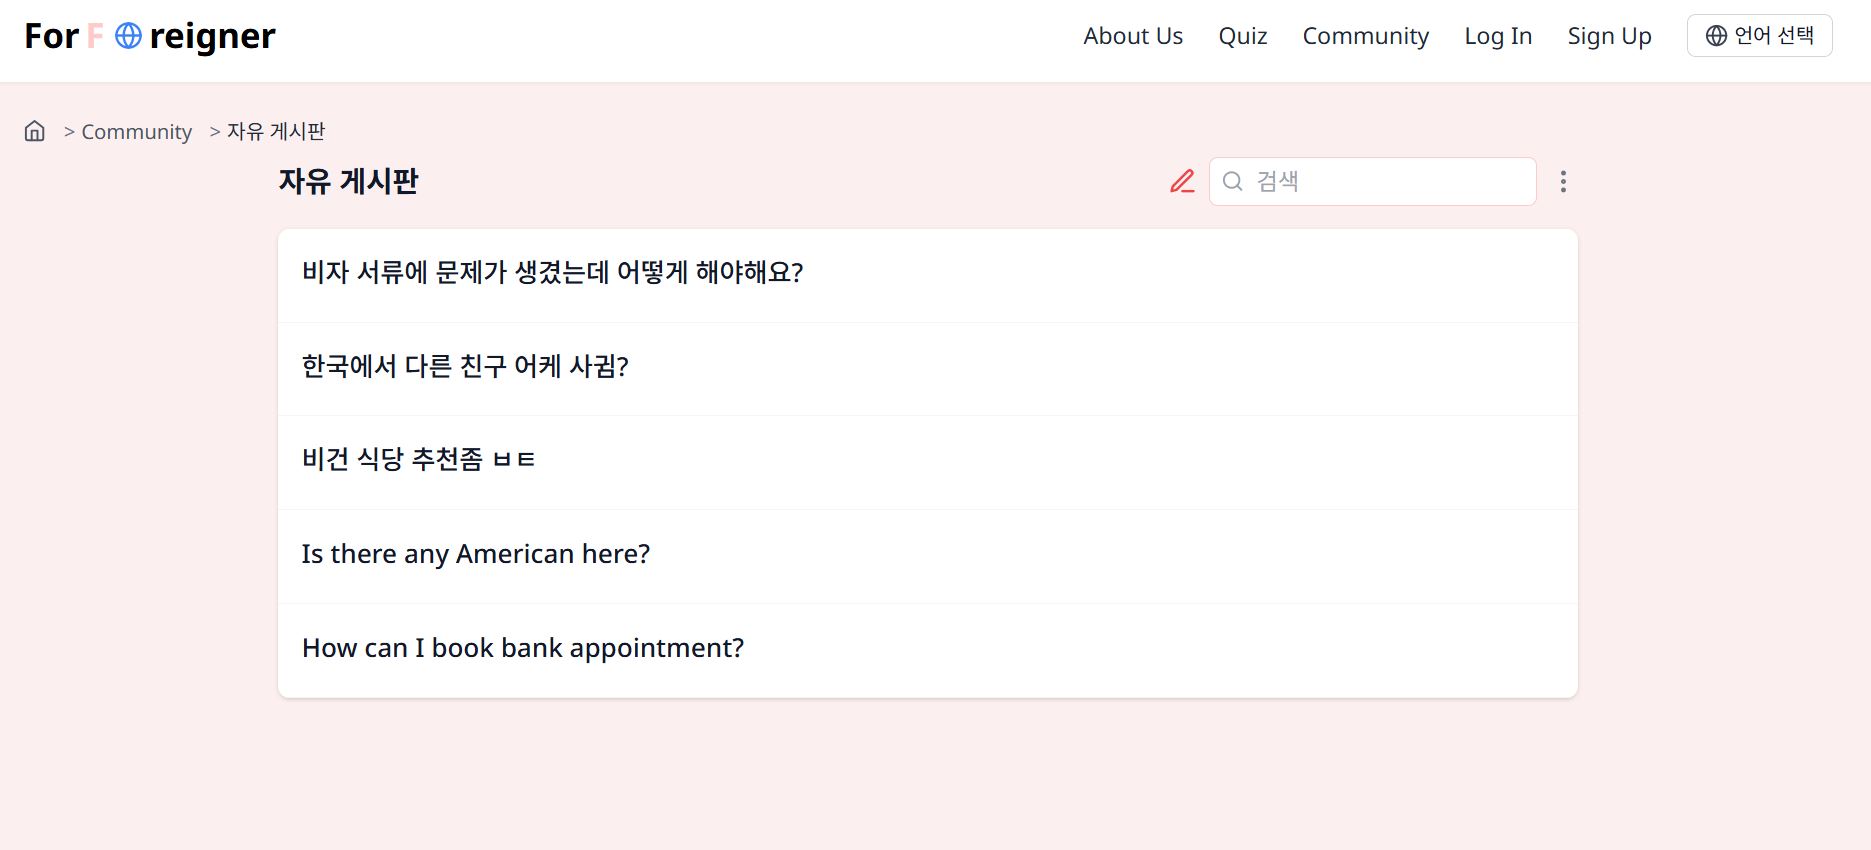 For F reigner
About Us Quiz Community Log In Sign Up 언어 선택
> Community > 자유 게시판
자유 게시판
검색
비자 서류에 문제가 생겼는데 어떻게 해야해요?
한국에서 다른 친구 어케 사귐?
비건 식당 추천좀 ㅂㅌ
Is there any American here?
How can I book bank appointment?